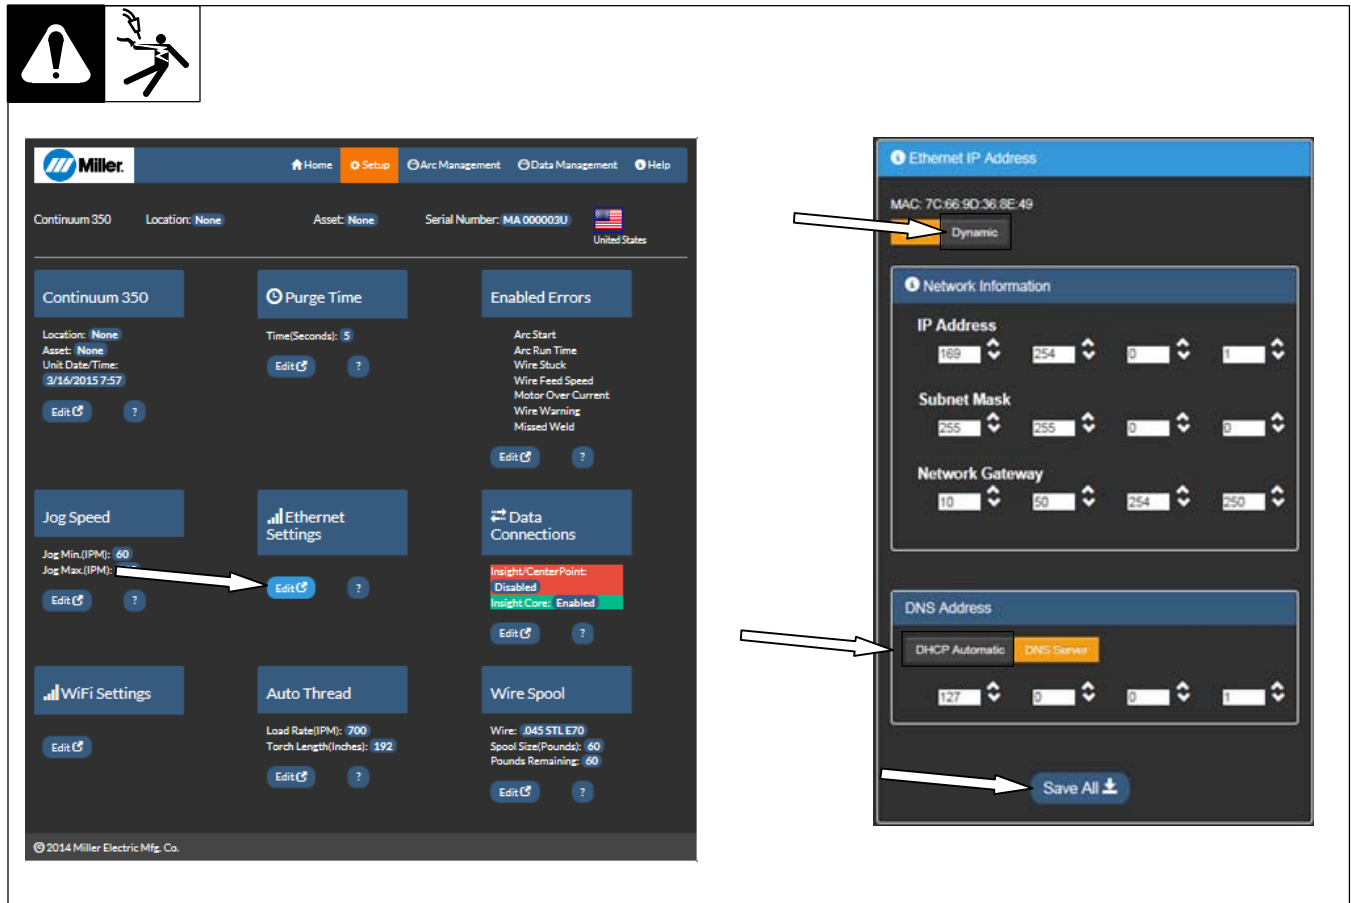 Miller.
Home Setup Arc Management Data Management Help
Continuum 350 Location: None Asset: None Serial Number: MA 000003U
United States
Continuum 350
Location: None
Asset: None
Unit Date/Time:
3/16/2015 7:57
Edit ?
Purge Time
Time(Seconds): 5
Edit ?
Enabled Errors
Arc Start
Arc Run Time
Wire Stuck
Wire Feed Speed
Motor Over Current
Wire Warning
Missed Weld
Edit ?
Jog Speed
Jog Min.(IPM): 60
Jog Max.(IPM):
Edit ?
Ethernet
Settings
Edit ?
Data
Connections
Insight/CenterPoint:
Disabled
Insight Core: Enabled
Edit ?
WiFi Settings
Edit
Auto Thread
Load Rate(IPM): 700
Torch Length(Inches): 192
Edit ?
Wire Spool
Wire: .045 STL E70
Spool Size(Pounds): 60
Pounds Remaining: 60
Edit ?
© 2014 Miller Electric Mfg. Co.
Ethernet IP Address
MAC: 7C:66:9D:36:8E:49
Dynamic
Network Information
IP Address
169 254 0 1
Subnet Mask
255 255 0 0
Network Gateway
10 50 254 250
DNS Address
DHCP Automatic DNS Server
127 0 0 1
Save All